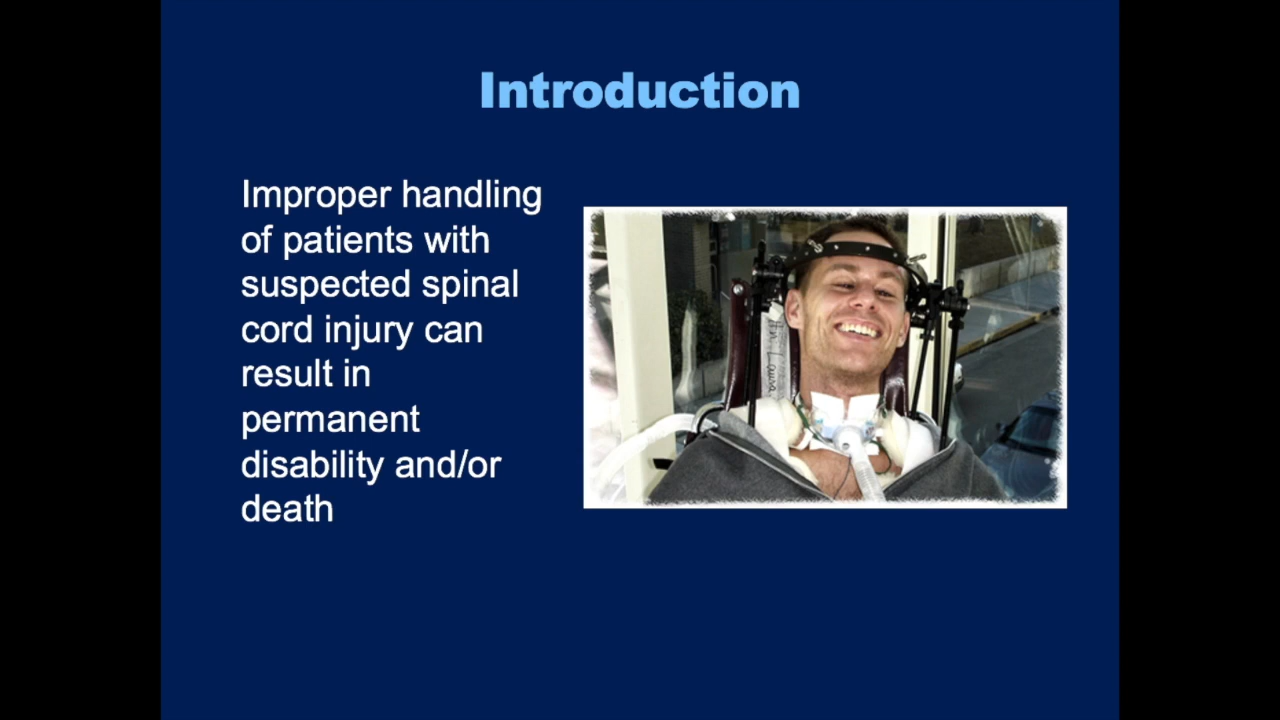 Introduction
Improper handling
of patients with
suspected spinal
cord injury can
result in
permanent
disability and/or
death